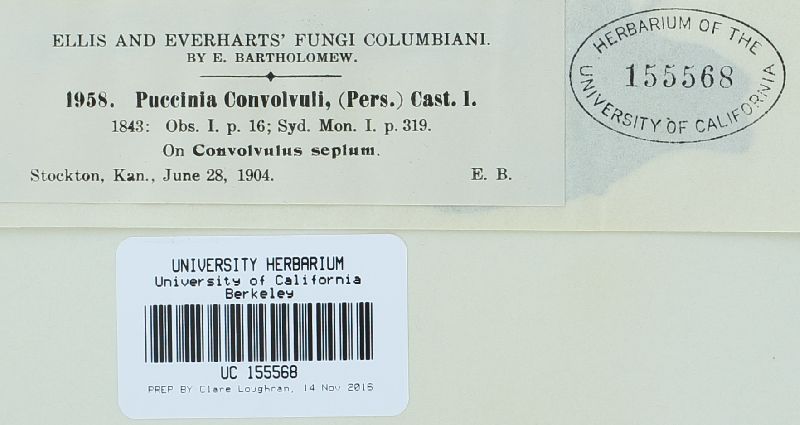 ELLIS AND EVERHARTS' FUNGI COLUMBIANI.
BY E. BARTHOLOMEW.
1958. Puccinia Convolvuli, (Pers.) Cast. I.
1843: Obs. I. p. 16; Syd. Mon. I. p. 319.
On Convolvulus sepium.
Stockton, Kan., June 28, 1904. E. B.
HERBARIUM OF THE
155568
UNIVERSITY OF CALIFORNIA
UNIVERSITY HERBARIUM
University of California
Berkeley
UC 155568
PREP BY Clare Loughran, 14 Nov 2016